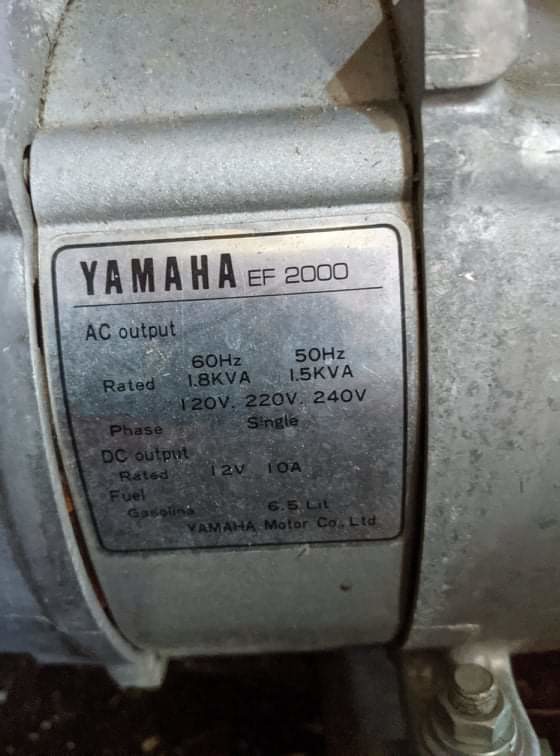 YAMAHA EF 2000
AC output
60Hz 50Hz
Rated 1.8KVA 1.5KVA
120V. 220V. 240V
Phase Single
DC output
Rated 12V 10A
Fuel
Gasoline 6.5 Lit
YAMAHA Motor Co., Ltd